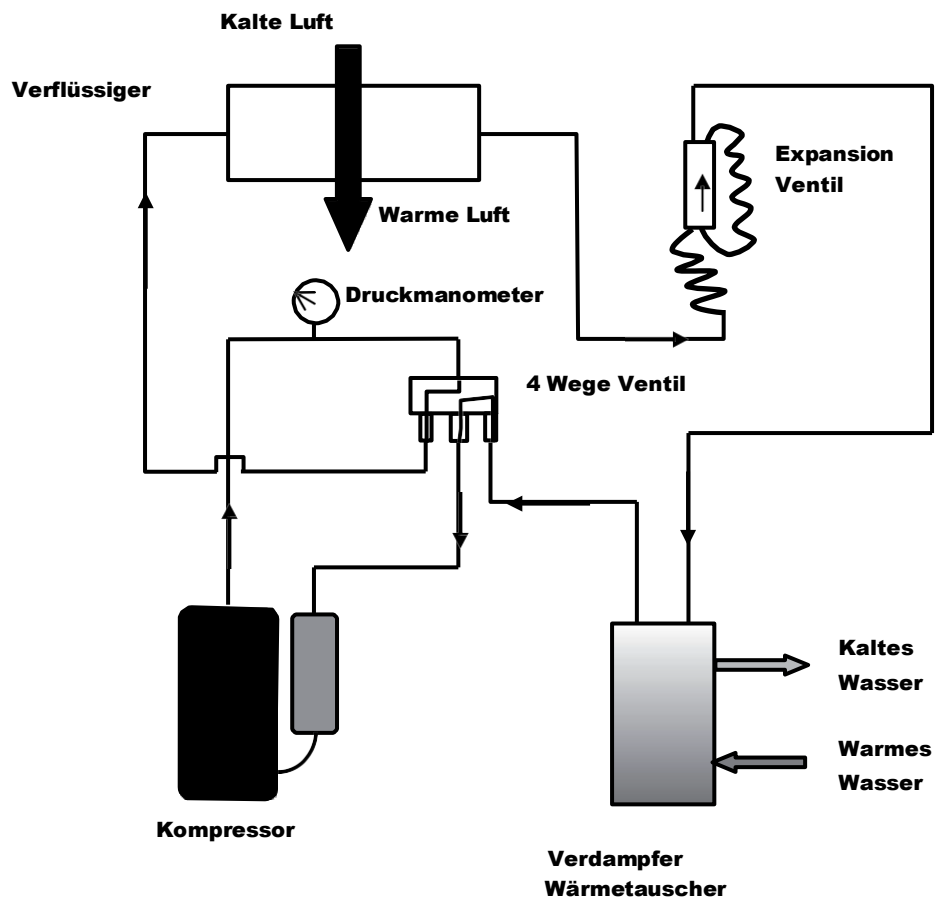 Kalte Luft
Verflüssiger
Expansion
Ventil
Warme Luft
Druckmanometer
4 Wege Ventil
Kaltes
Wasser
Warmes
Wasser
Kompressor
Verdampfer
Wärmetauscher